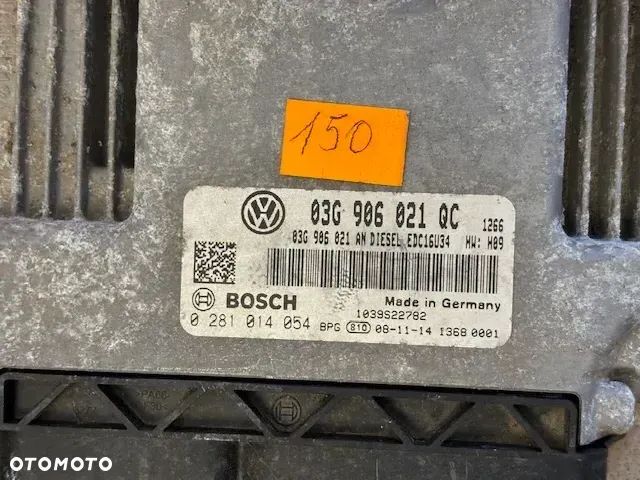 150
03G 906 021 QC 1266
03G 906 021 AN DIESEL EDC16U34 HW: H09
BOSCH Made in Germany
1039S22782
0 281 014 054 BPG 810 08-11-14 1368 0001
OTOMOTO